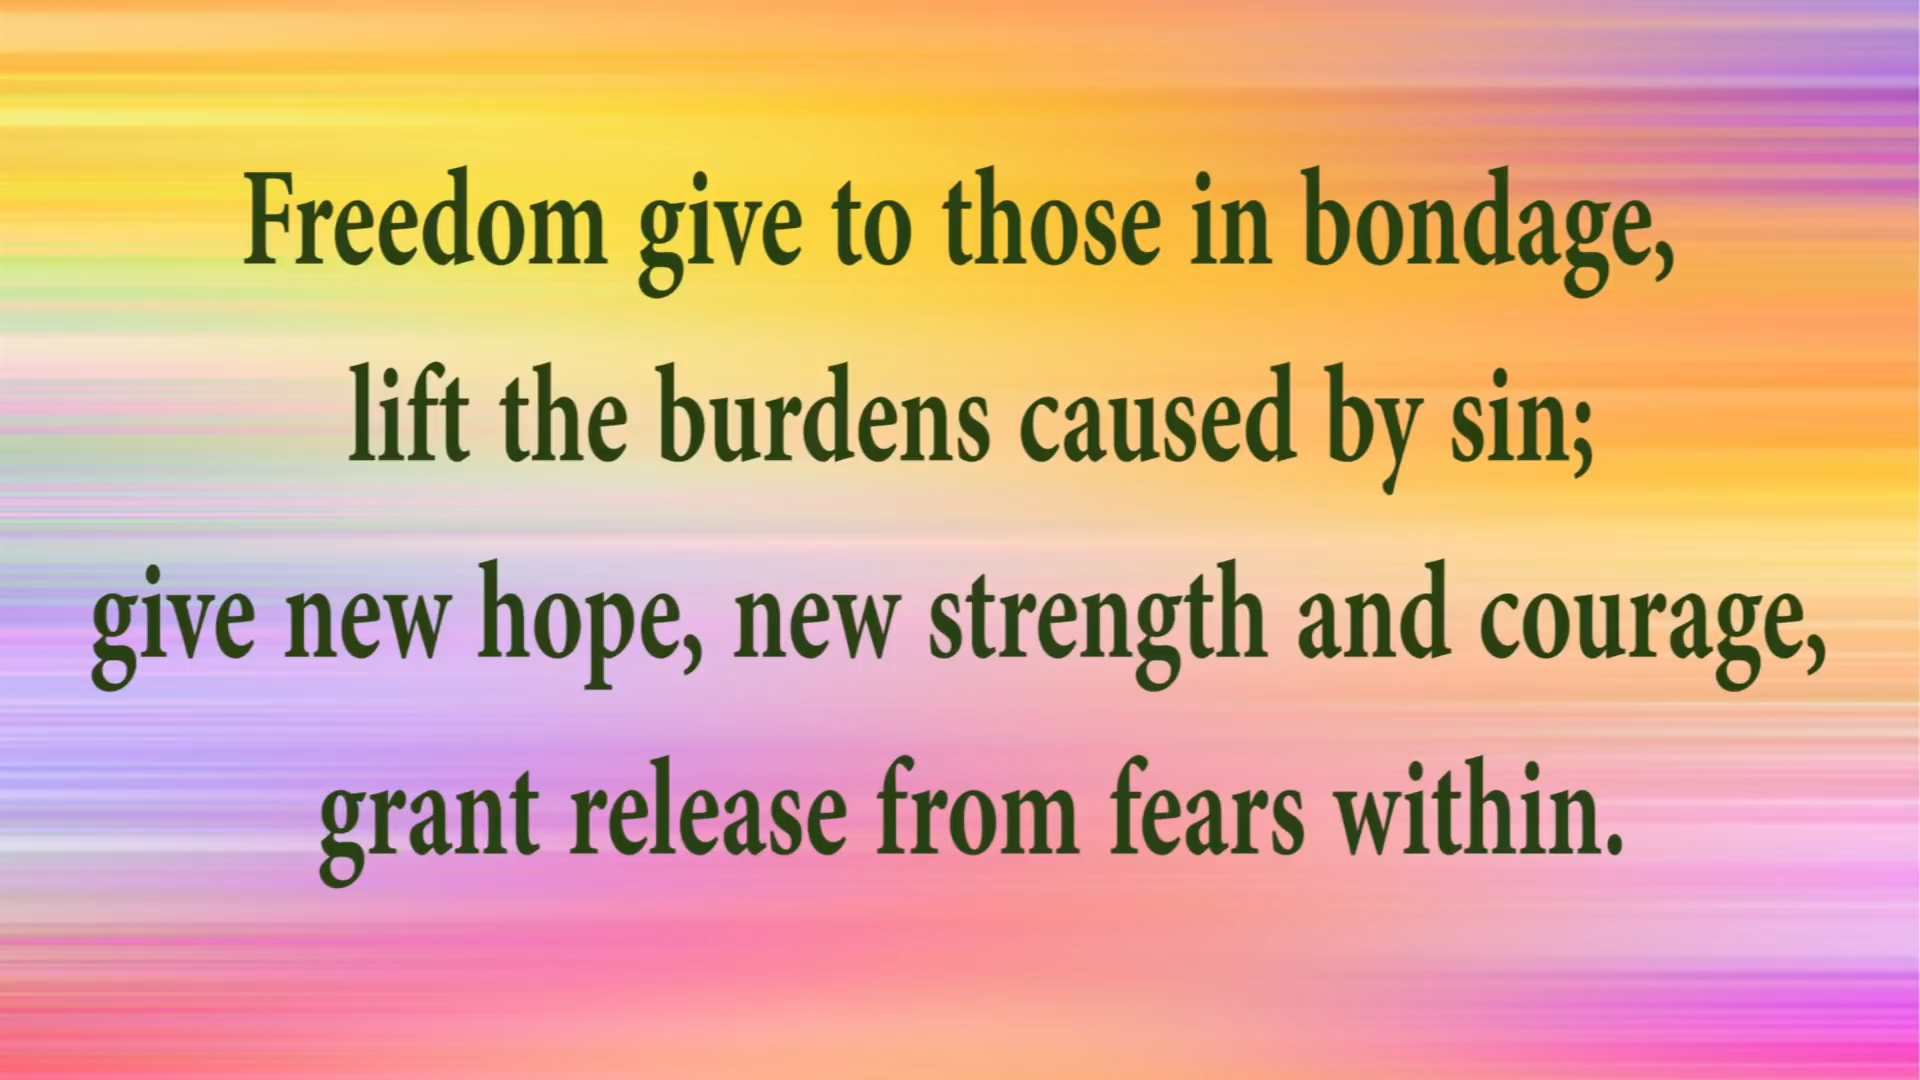 Freedom give to those in bondage,
lift the burdens caused by sin;
give new hope, new strength and courage,
grant release from fears within.